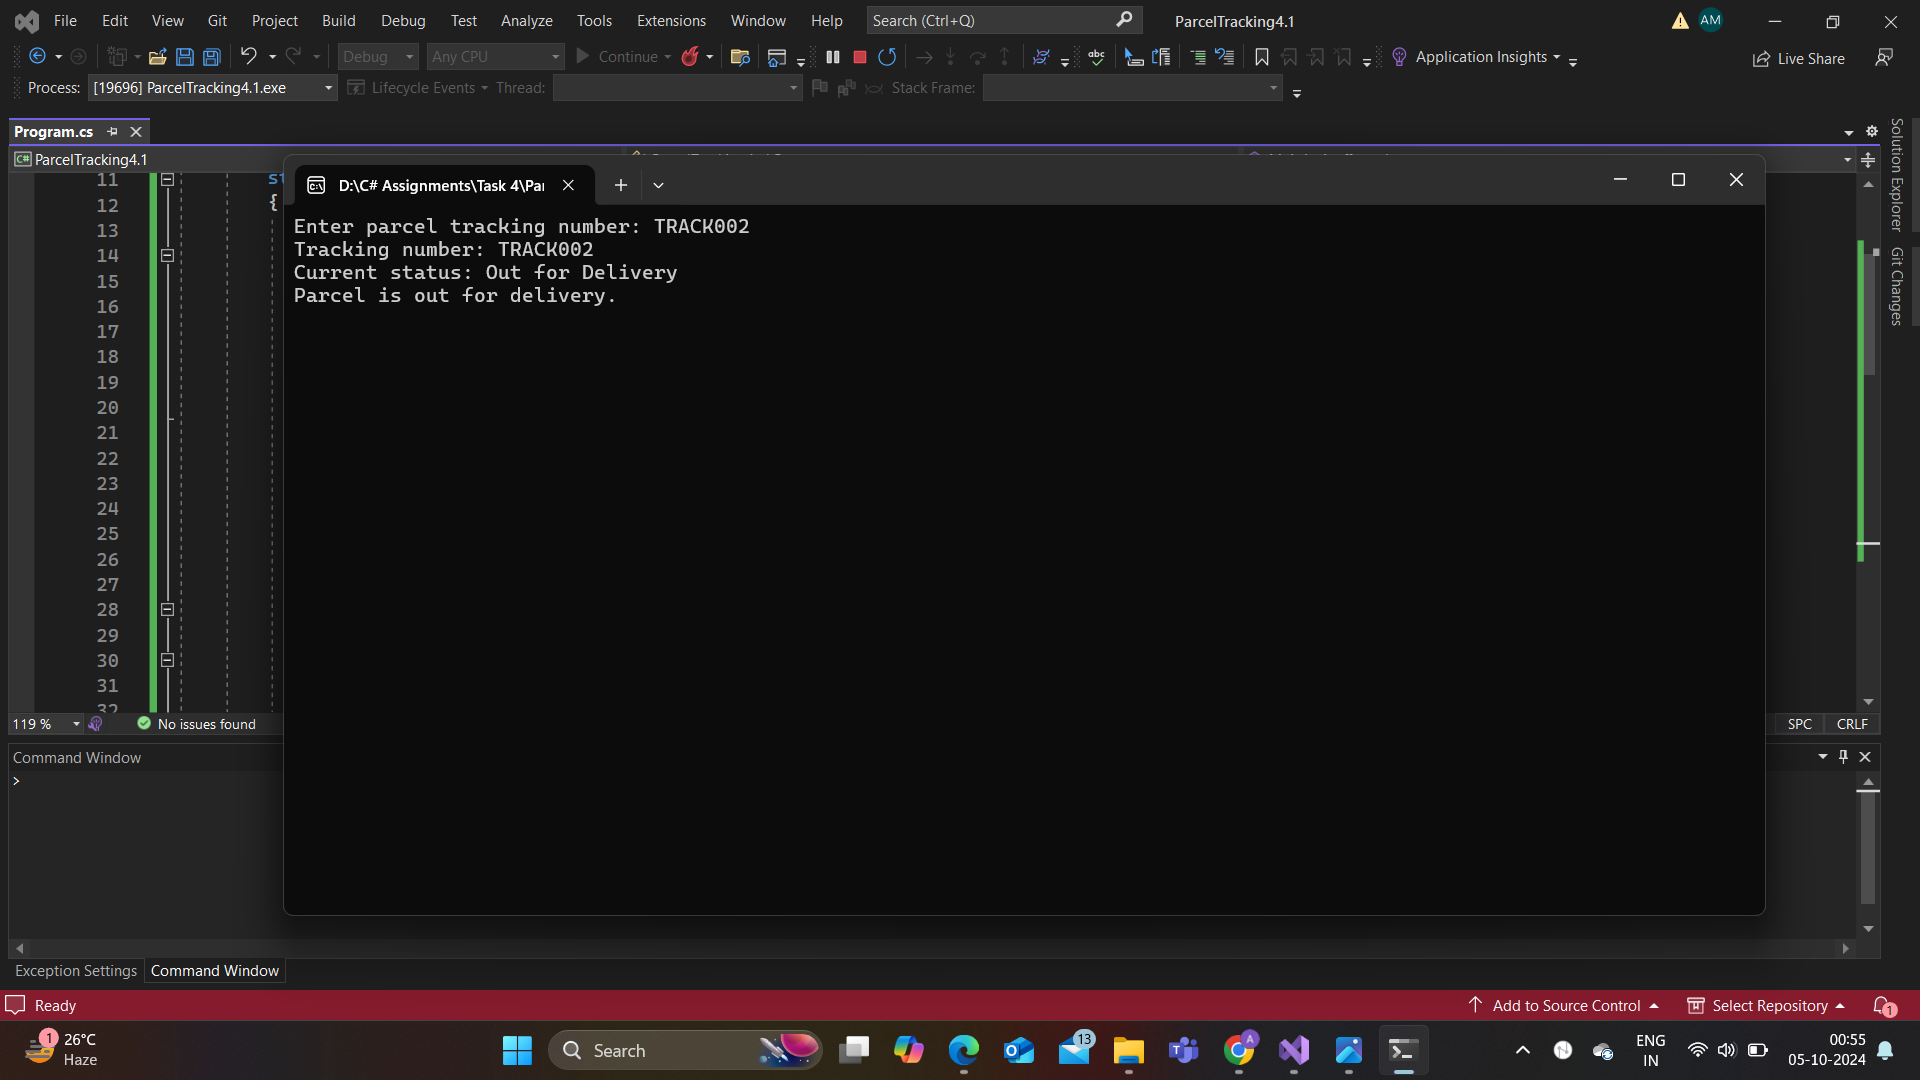 File Edit View Git Project Build Debug Test Analyze Tools Extensions Window Help Search (Ctrl+Q) ParcelTracking4.1 AM
Debug Any CPU Continue Application Insights Live Share
Process: [19696] ParcelTracking4.1.exe Lifecycle Events Thread: Stack Frame:
Program.cs
C# ParcelTracking4.1
D:\C# Assignments\Task 4\Par
Enter parcel tracking number: TRACK002
Tracking number: TRACK002
Current status: Out for Delivery
Parcel is out for delivery.
11
12 {
13
14
15
16
17
18
19
20
21
22
23
24
25
26
27
28
29
30
31
32
Solution Explorer
Git Changes
119 % No issues found SPC CRLF
Command Window
>
Exception Settings Command Window
Ready Add to Source Control Select Repository 1
1 26°C
Haze
Search
13
A
ENG
IN
00:55
05-10-2024